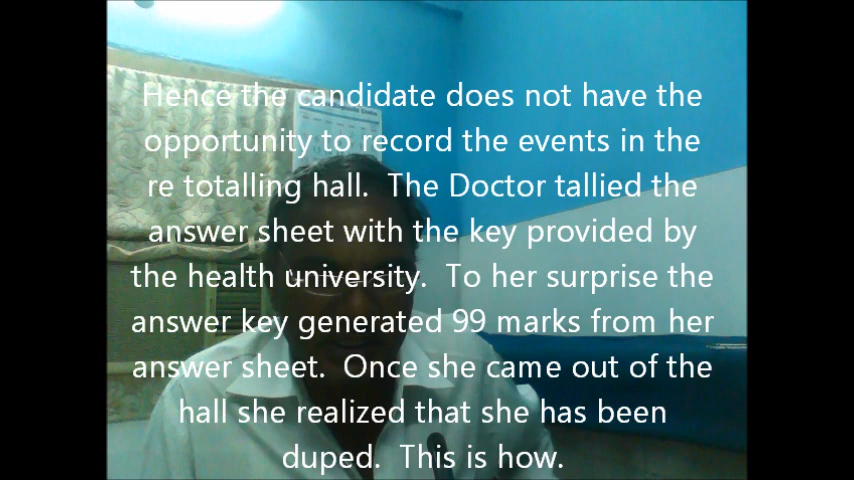 Hence the candidate does not have the
opportunity to record the events in the
re totalling hall.  The Doctor tallied the
answer sheet with the key provided by
the health university.  To her surprise the
answer key generated 99 marks from her
answer sheet.  Once she came out of the
hall she realized that she has been
duped.  This is how.